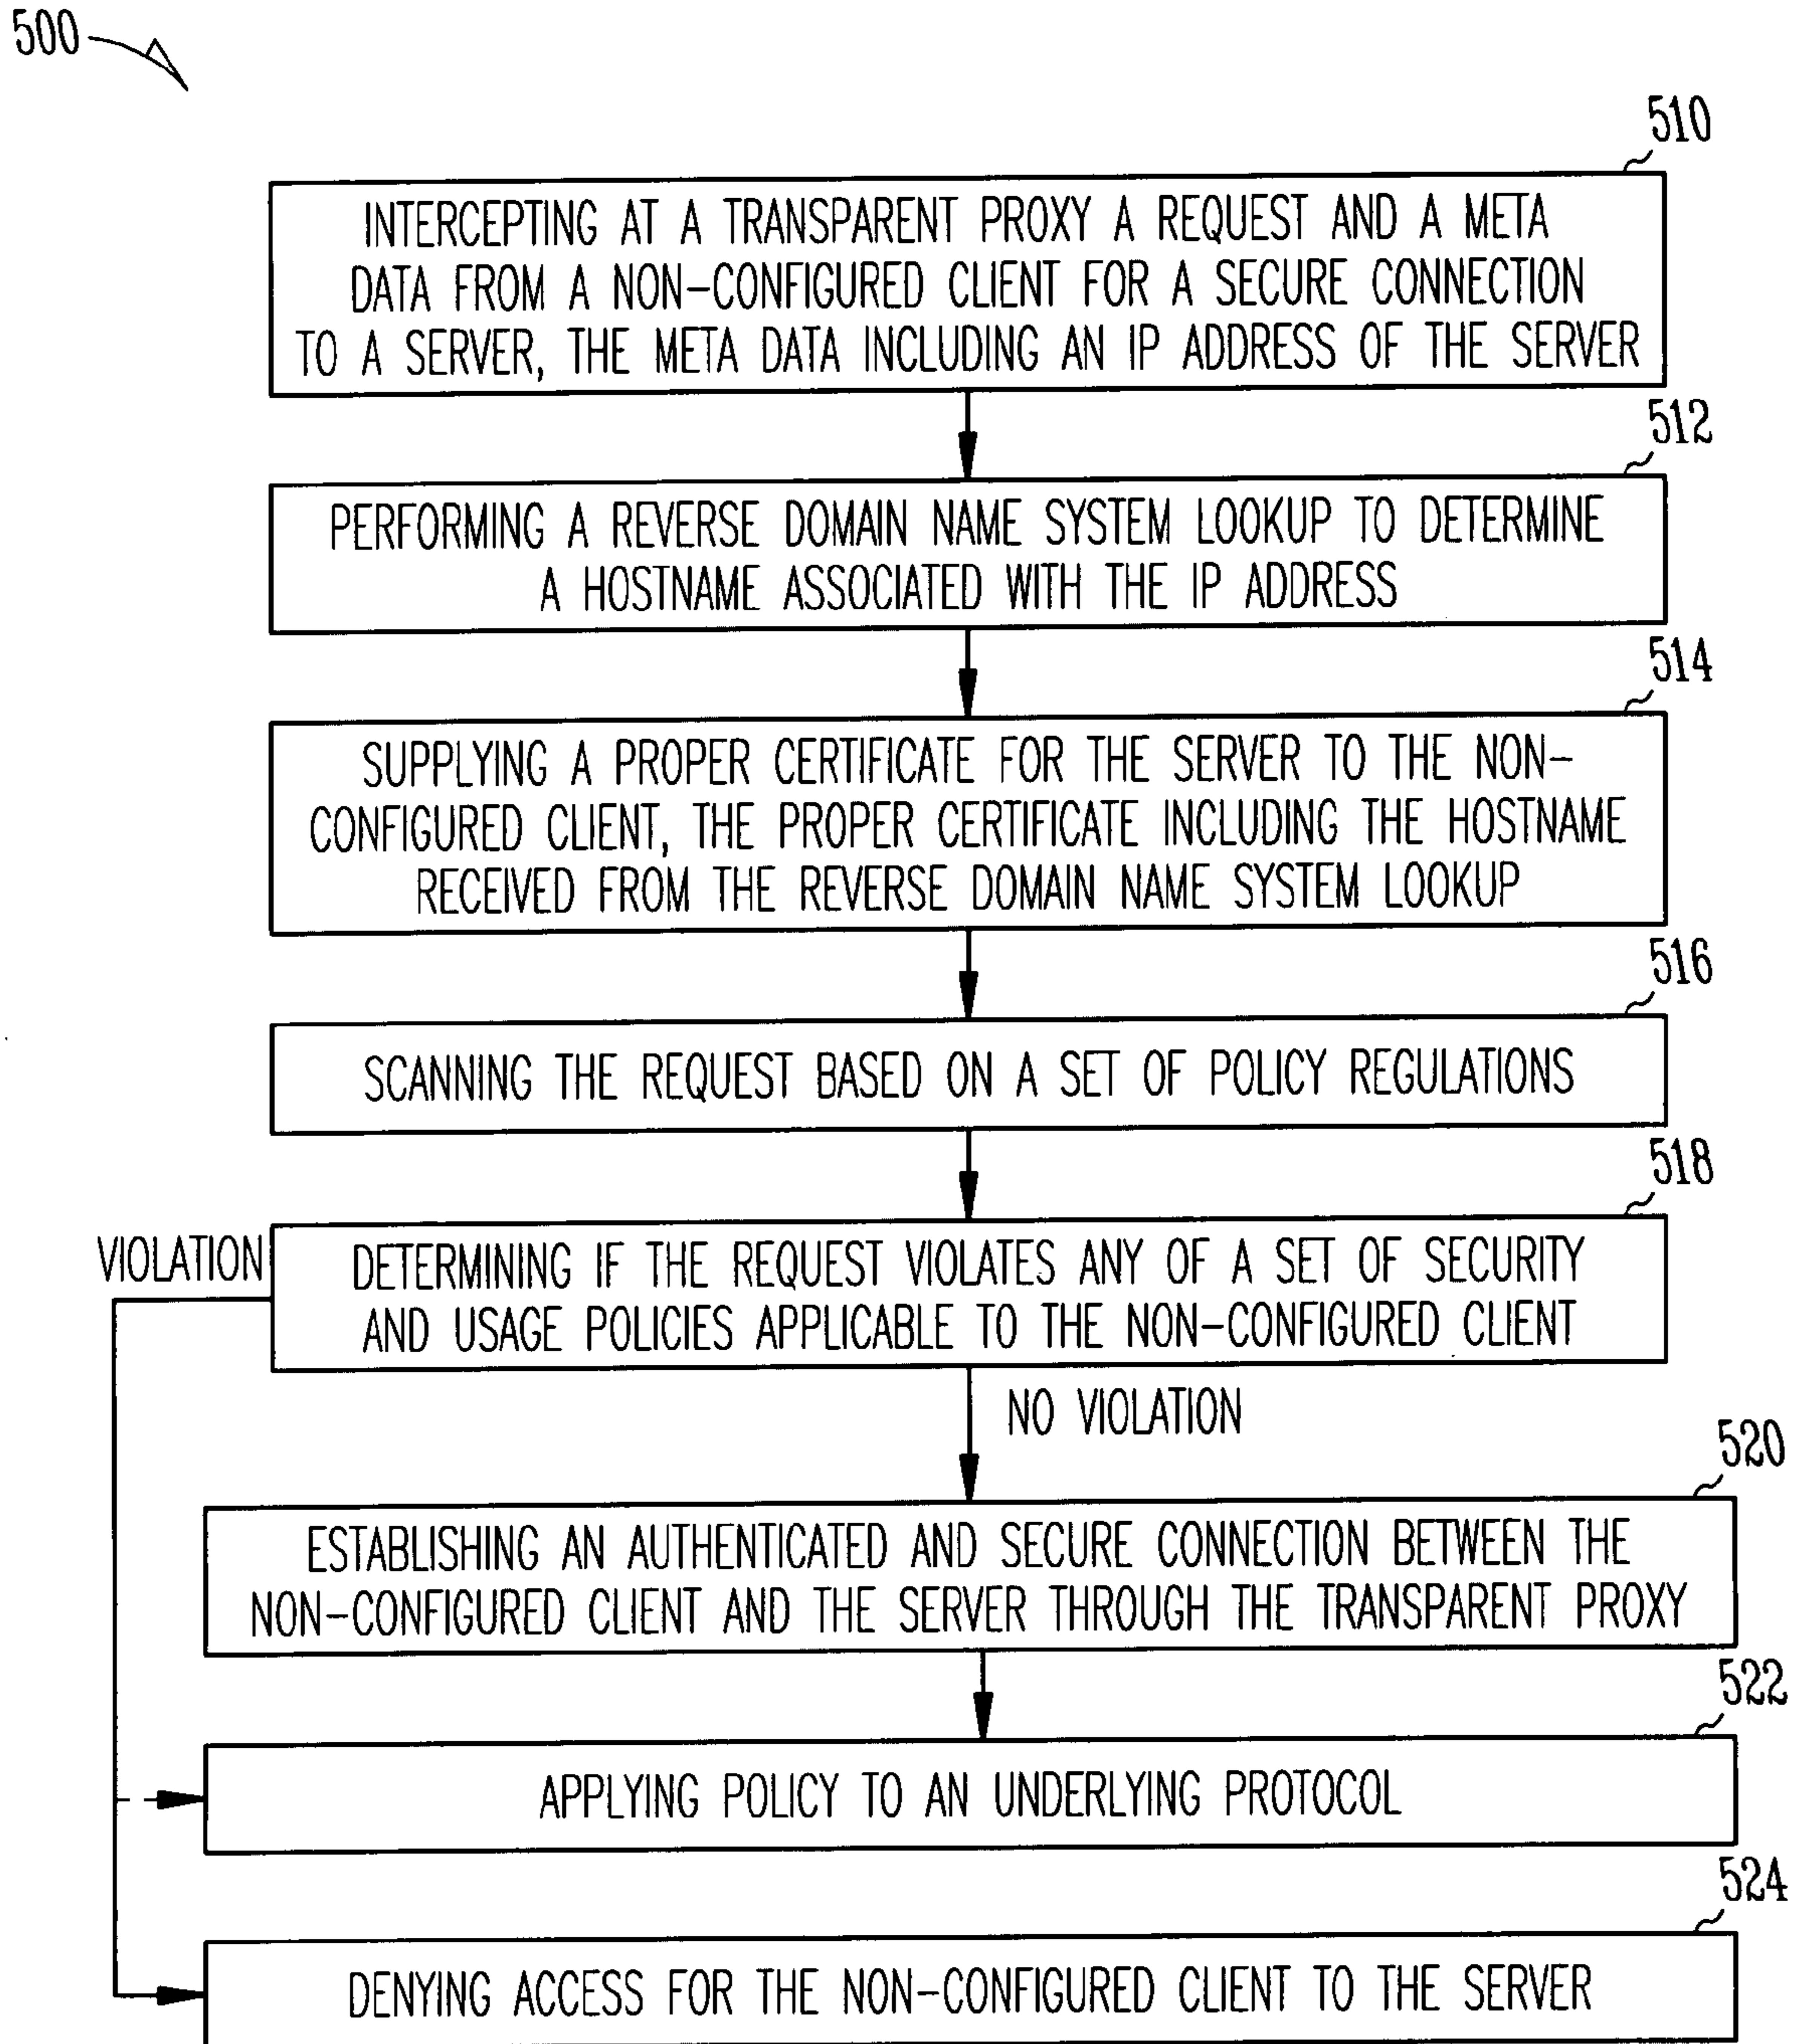 500
510
INTERCEPTING AT A TRANSPARENT PROXY A REQUEST AND A META
DATA FROM A NON-CONFIGURED CLIENT FOR A SECURE CONNECTION
TO A SERVER, THE META DATA INCLUDING AN IP ADDRESS OF THE SERVER
512
PERFORMING A REVERSE DOMAIN NAME SYSTEM LOOKUP TO DETERMINE
A HOSTNAME ASSOCIATED WITH THE IP ADDRESS
514
SUPPLYING A PROPER CERTIFICATE FOR THE SERVER TO THE NON-
CONFIGURED CLIENT, THE PROPER CERTIFICATE INCLUDING THE HOSTNAME
RECEIVED FROM THE REVERSE DOMAIN NAME SYSTEM LOOKUP
516
SCANNING THE REQUEST BASED ON A SET OF POLICY REGULATIONS
518
VIOLATION
DETERMINING IF THE REQUEST VIOLATES ANY OF A SET OF SECURITY
AND USAGE POLICIES APPLICABLE TO THE NON-CONFIGURED CLIENT
NO VIOLATION
520
ESTABLISHING AN AUTHENTICATED AND SECURE CONNECTION BETWEEN THE
NON-CONFIGURED CLIENT AND THE SERVER THROUGH THE TRANSPARENT PROXY
522
APPLYING POLICY TO AN UNDERLYING PROTOCOL
524
DENYING ACCESS FOR THE NON-CONFIGURED CLIENT TO THE SERVER